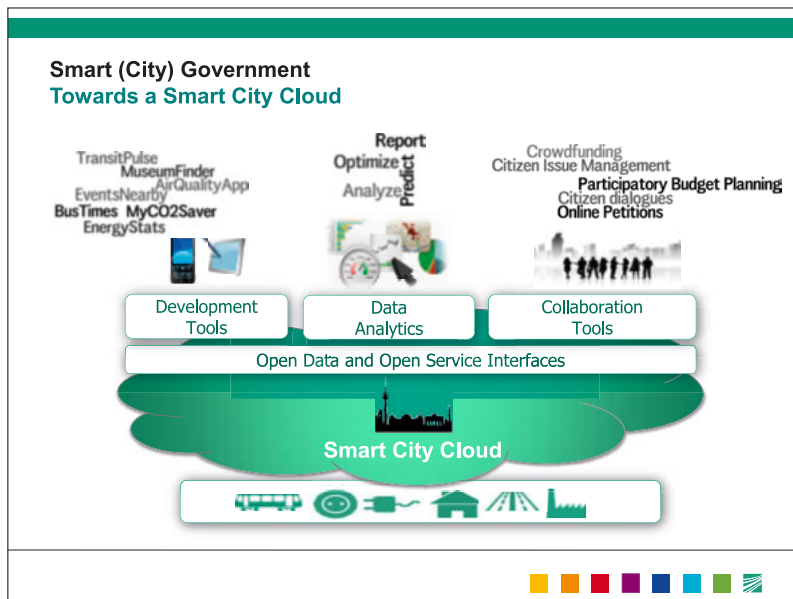 Smart (City) Government
Towards a Smart City Cloud
TransitPulse
MuseumFinder
AirQualityApp
EventsNearby
BusTimes MyCO2Saver
EnergyStats
Report
Optimize
Predict
Analyze
Crowdfunding
Citizen Issue Management
Participatory Budget Planning
Citizen dialogues
Online Petitions
Development
Tools
Data
Analytics
Collaboration
Tools
Open Data and Open Service Interfaces
Smart City Cloud